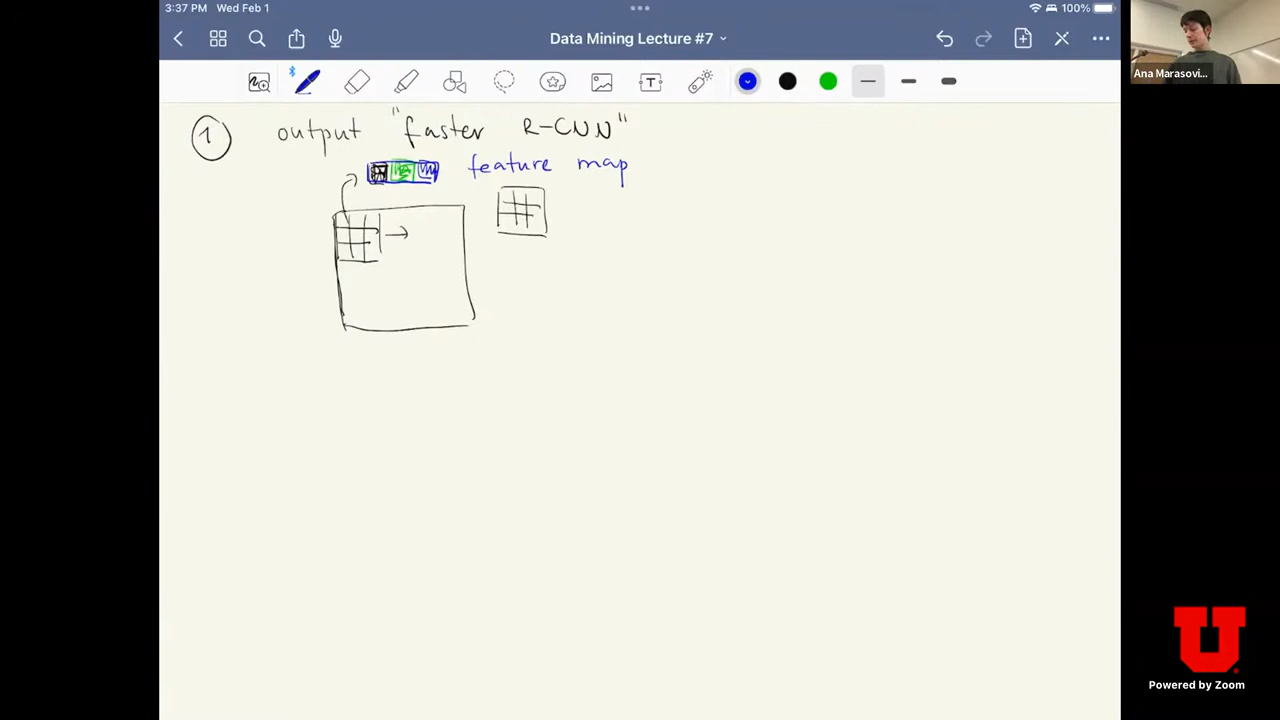 3:37 PM Wed Feb 1
100%
Data Mining Lecture #7
T
Ana Marasovi...
1 output "faster R-CNN"
feature map
U
Powered by Zoom